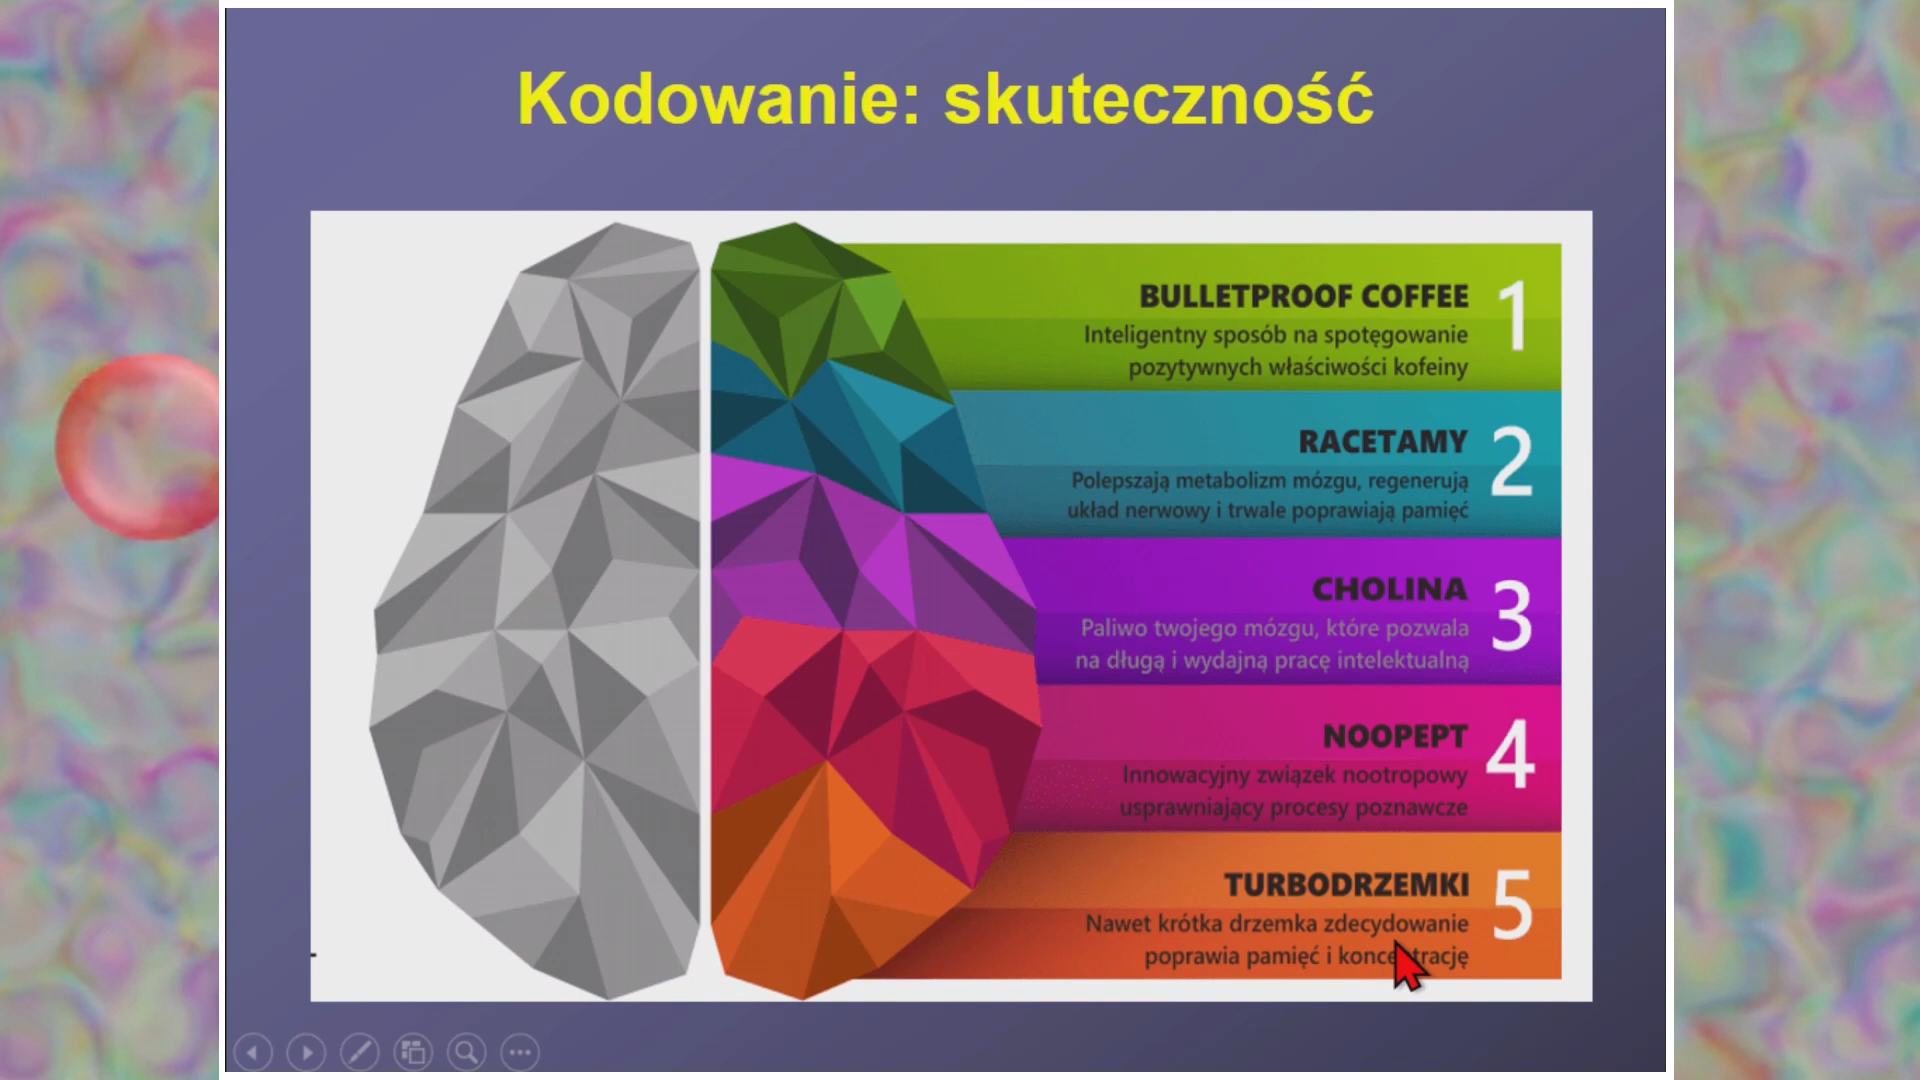 Kodowanie: skuteczność
BULLETPROOF COFFEE
Inteligentny sposób na spotęgowanie
pozytywnych właściwości kofeiny
1
RACETAMY
Polepszają metabolizm mózgu, regenerują
układ nerwowy i trwale poprawiają pamięć
2
CHOLINA
Paliwo twojego mózgu, które pozwala
na długą i wydajną pracę intelektualną
3
NOOPEPT
Innowacyjny związek nootropowy
usprawniający procesy poznawcze
4
TURBODRZEMKI
Nawet krótka drzemka zdecydowanie
poprawia pamięć i koncentrację
5